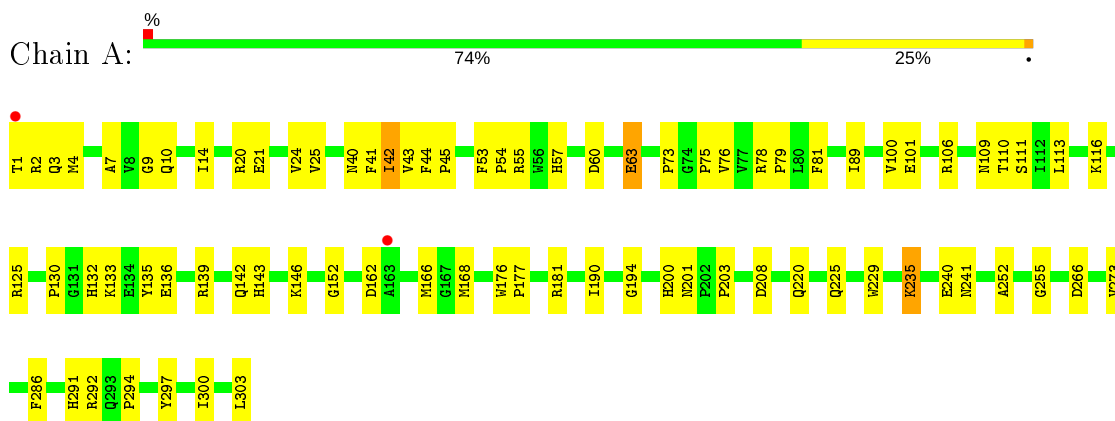 %
Chain A:
74% 25% •
T1 R2 Q3 M4 A7 V8 G9 Q10 I14 R20 E21 V24 V25 N40 F41 I42 V43 F44 P45 F53 P54 R55 W56 H57 D60 E63 P73 G74 P75 V76 V77 R78 P79 L80 F81 I89 V100 E101 R106 N109 T110 S111 I112 L113 K116
R125 P130 G131 H132 K133 E134 Y135 E136 R139 Q142 H143 K146 G152 D162 A163 M166 G167 M168 W176 P177 R181 I190 G194 H200 N201 P202 P203 D208 Q220 Q225 W229 K235 E240 N241 A252 G255 D266
F286 H291 R292 Q293 P294 Y297 I300 L303